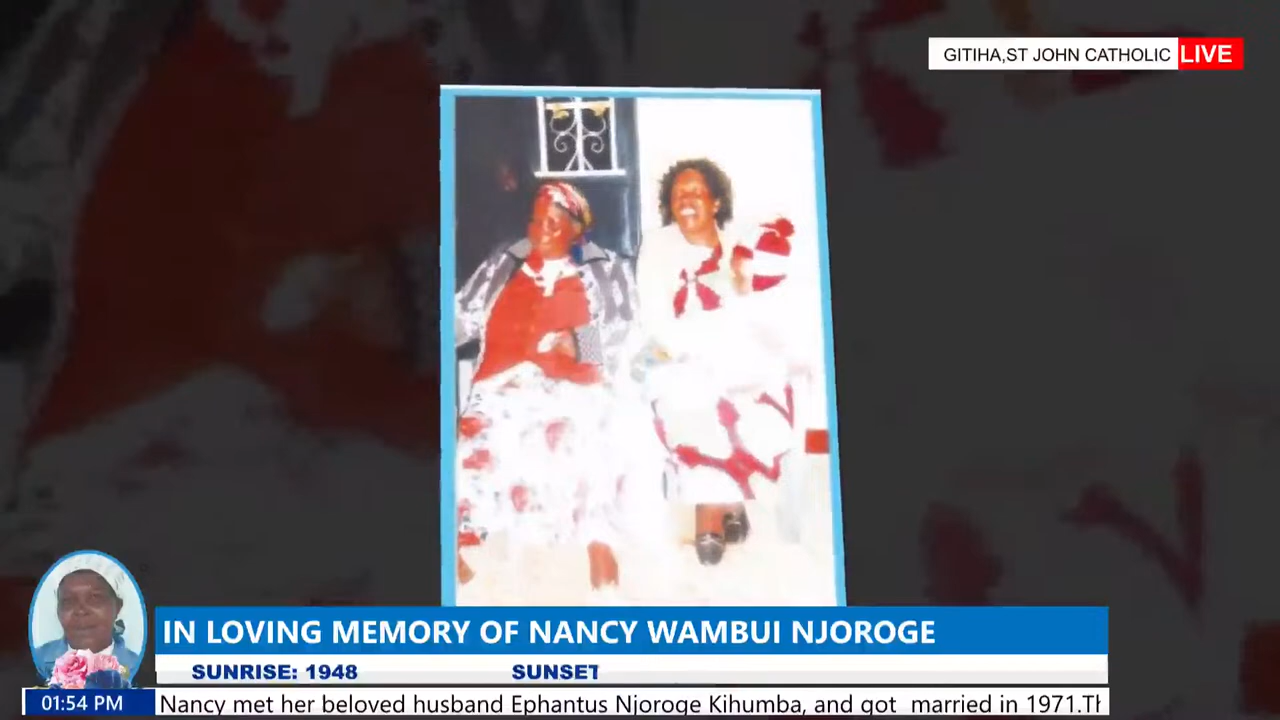 GITIHA,ST JOHN CATHOLIC LIVE
IN LOVING MEMORY OF NANCY WAMBUI NJOROGE
SUNRISE: 1948 SUNSET
01:54 PM Nancy met her beloved husband Ephantus Njoroge Kihumba, and got married in 1971.